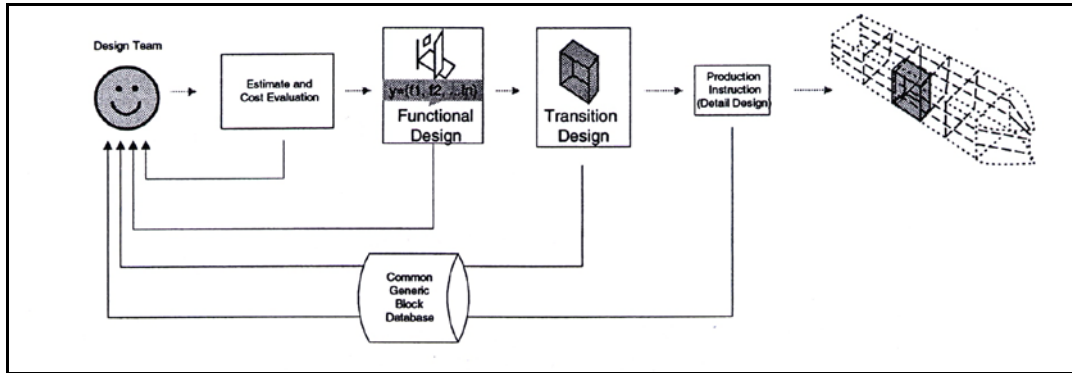 Design Team
Estimate and
Cost Evaluation
y=(f1, f2, ...fn)
Functional
Design
Transition
Design
Production
Instruction
(Detail Design)
Common
Generic
Block
Database